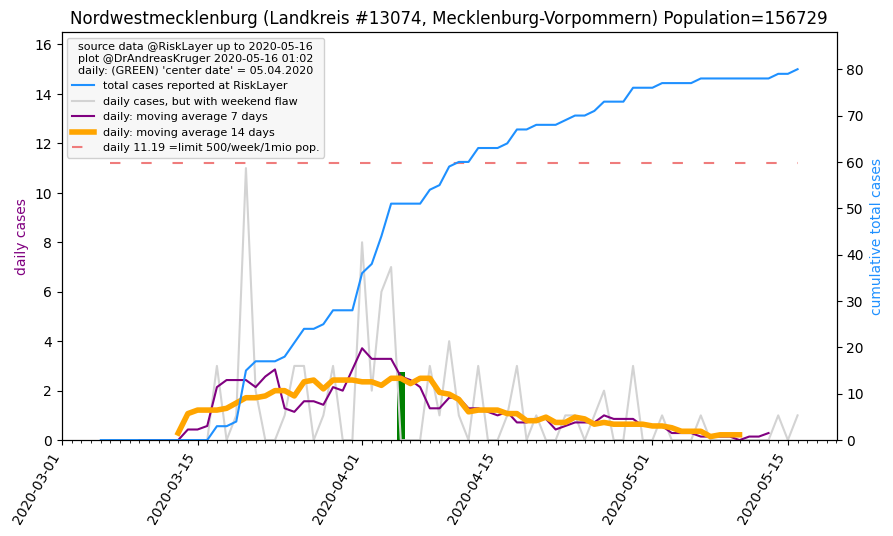 Nordwestmecklenburg (Landkreis #13074, Mecklenburg-Vorpommern) Population=156729
source data @RiskLayer up to 2020-05-16
plot @DrAndreasKruger 2020-05-16 01:02
daily: (GREEN) 'center date' = 05.04.2020
total cases reported at RiskLayer
daily cases, but with weekend flaw
daily: moving average 7 days
daily: moving average 14 days
daily 11.19 =limit 500/week/1mio pop.
daily cases
16
14
12
10
8
6
4
2
0
cumulative total cases
80
70
60
50
40
30
20
10
0
2020-03-01
2020-03-15
2020-04-01
2020-04-15
2020-05-01
2020-05-15